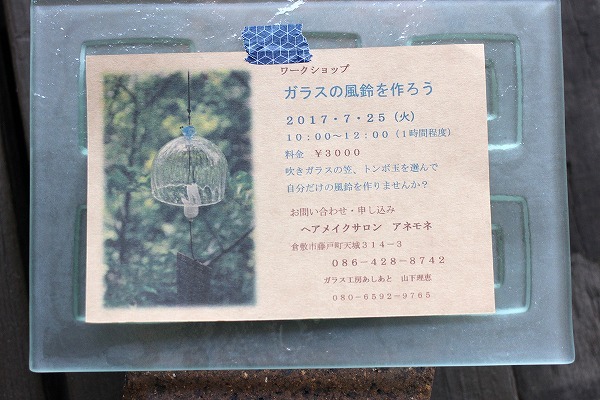 ワークショップ
ガラスの風鈴を作ろう
２０１７・７・２５（火）
１０：００～１２：００（１時間程度）
料金　￥３０００
吹きガラスの笠、トンボ玉を選んで
自分だけの風鈴を作りませんか？
お問い合わせ・申し込み
ヘアメイクサロン　アネモネ
倉敷市藤戸町天城３１４－３
０８６－４２８－８７４２
ガラス工房あしあと　山下理恵
０８０－６５９２－９７６５